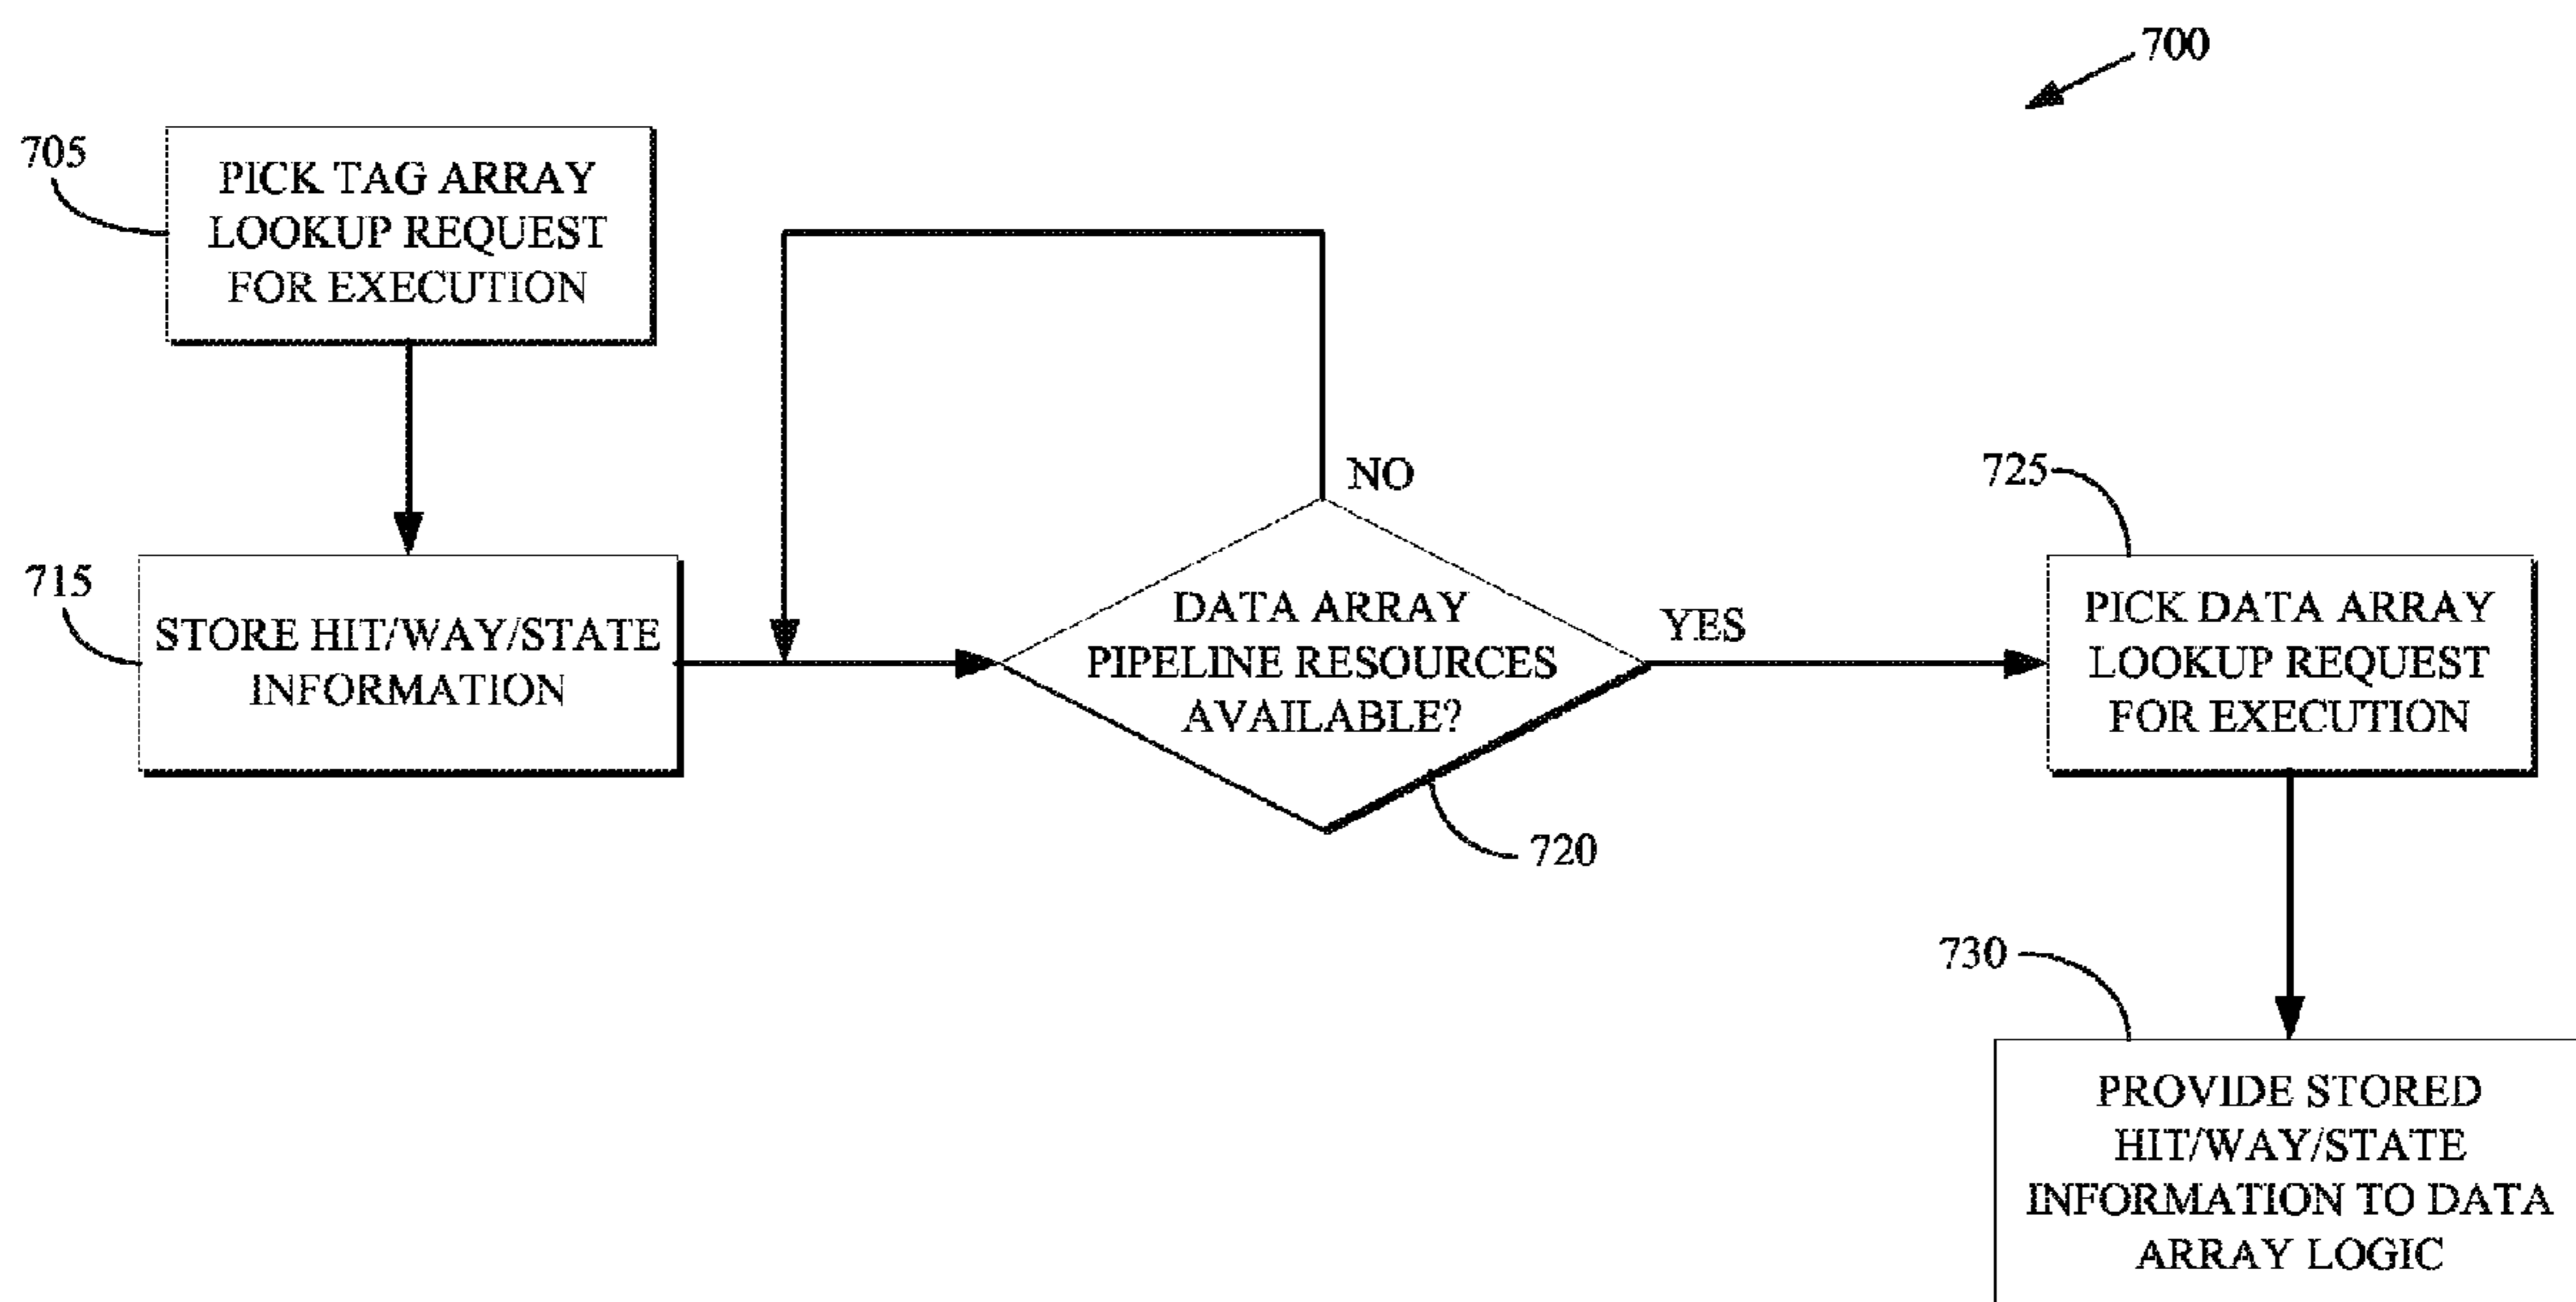 700
705
PICK TAG ARRAY
LOOKUP REQUEST
FOR EXECUTION
715
STORE HIT/WAY/STATE
INFORMATION
NO
DATA ARRAY
PIPELINE RESOURCES
AVAILABLE?
720
YES
725
PICK DATA ARRAY
LOOKUP REQUEST
FOR EXECUTION
730
PROVIDE STORED
HIT/WAY/STATE
INFORMATION TO DATA
ARRAY LOGIC